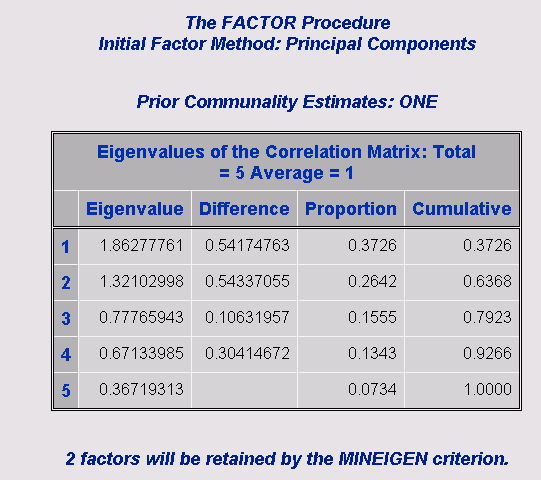 The FACTOR Procedure
Initial Factor Method: Principal Components
Prior Communality Estimates: ONE
Eigenvalues of the Correlation Matrix: Total
= 5 Average = 1
Eigenvalue Difference Proportion Cumulative
1 1.86277761 0.54174763 0.3726 0.3726
2 1.32102998 0.54337055 0.2642 0.6368
3 0.77765943 0.10631957 0.1555 0.7923
4 0.67133985 0.30414672 0.1343 0.9266
5 0.36719313 0.0734 1.0000
2 factors will be retained by the MINEIGEN criterion.